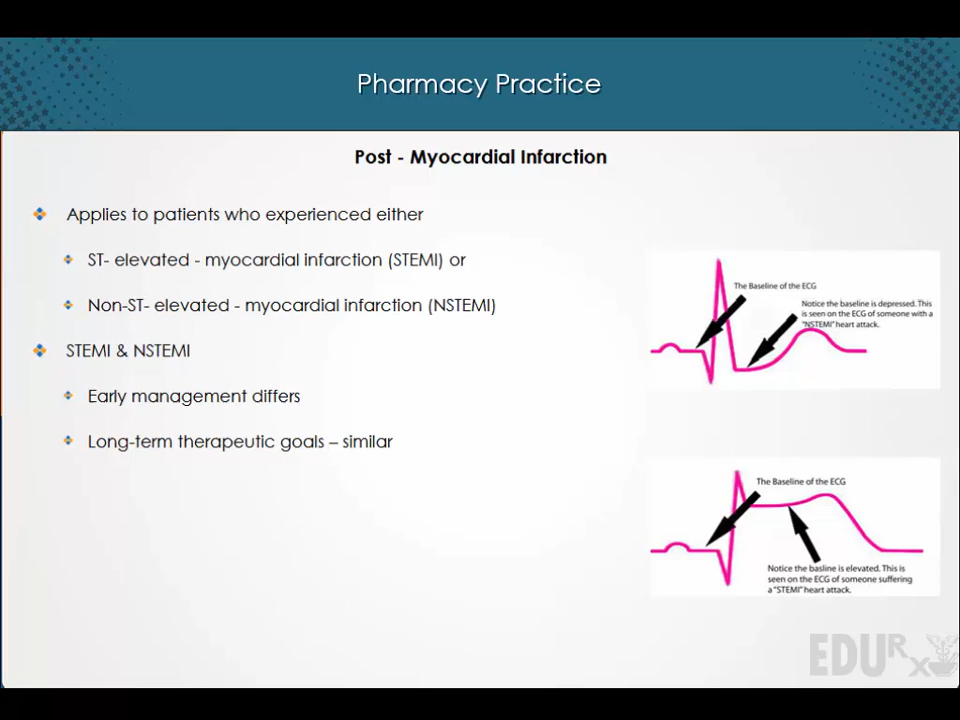 Pharmacy Practice
Post - Myocardial Infarction
Applies to patients who experienced either
ST- elevated - myocardial infarction (STEMI) or
Non-ST- elevated - myocardial infarction (NSTEMI)
STEMI & NSTEMI
Early management differs
Long-term therapeutic goals – similar
The Baseline of the ECG
Notice the baseline is depressed. This
is seen on the ECG of someone with a
"NSTEMI" heart attack.
The Baseline of the ECG
Notice the basline is elevated. This is
seen on the ECG of someone suffering
a "STEMI" heart attack.
EDU Rx